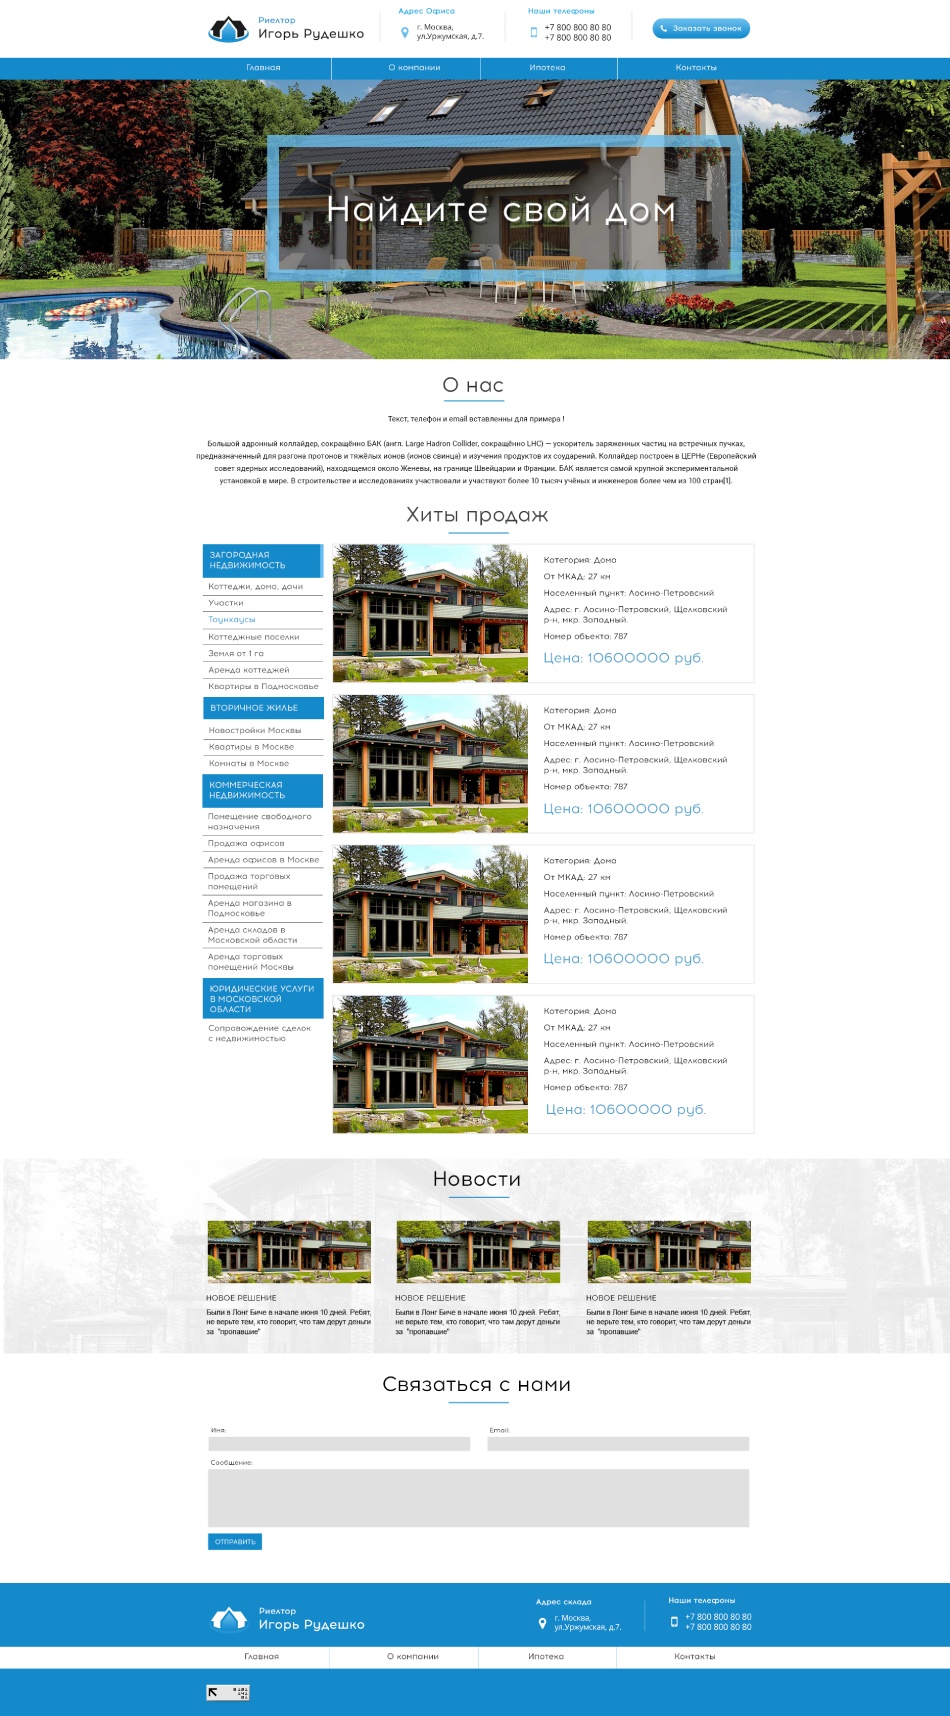 Риелтор
Игорь Рудешко
Адрес Офиса
г. Москва,
ул.Уржумская, д.7.
Наши телефоны
+7 800 800 80 80
+7 800 800 80 80
Заказать звонок
Главная
О компании
Ипотека
Контакты
Найдите свой дом
О нас
Текст, телефон и email вставленны для примера !
Большой адронный коллайдер, сокращённо БАК (англ. Large Hadron Collider, сокращённо LHC) — ускоритель заряженных частиц на встречных пучках,
предназначенный для разгона протонов и тяжёлых ионов (ионов свинца) и изучения продуктов их соударений. Коллайдер построен в ЦЕРНе (Европейский
совет ядерных исследований), находящемся около Женевы, на границе Швейцарии и Франции. БАК является самой крупной экспериментальной
установкой в мире. В строительстве и исследованиях участвовали и участвуют более 10 тысяч учёных и инженеров более чем из 100 стран[1].
Хиты продаж
ЗАГОРОДНАЯ
НЕДВИЖИМОСТЬ
Коттеджи, дома, дачи
Участки
Таунхаусы
Коттеджные поселки
Земля от 1 га
Аренда коттеджей
Квартиры в Подмосковье
ВТОРИЧНОЕ ЖИЛЬЕ
Новостройки Москвы
Квартиры в Москве
Комнаты в Москве
КОММЕРЧЕСКАЯ
НЕДВИЖИМОСТЬ
Помещение свободного
назначения
Продажа офисов
Аренда офисов в Москве
Продажа торговых
помещений
Аренда магазина в
Подмосковье
Аренда складов в
Московской области
Аренда торговых
помещений Москвы
ЮРИДИЧЕСКИЕ УСЛУГИ
В МОСКОВСКОЙ
ОБЛАСТИ
Сопровождение сделок
с недвижимостью
Категория: Дома
От МКАД: 27 км
Населенный пункт: Лосино-Петровский
Адрес: г. Лосино-Петровский, Щелковский
р-н, мкр. Западный.
Номер объекта: 787
Цена: 10600000 руб.
Категория: Дома
От МКАД: 27 км
Населенный пункт: Лосино-Петровский
Адрес: г. Лосино-Петровский, Щелковский
р-н, мкр. Западный.
Номер объекта: 787
Цена: 10600000 руб.
Категория: Дома
От МКАД: 27 км
Населенный пункт: Лосино-Петровский
Адрес: г. Лосино-Петровский, Щелковский
р-н, мкр. Западный.
Номер объекта: 787
Цена: 10600000 руб.
Категория: Дома
От МКАД: 27 км
Населенный пункт: Лосино-Петровский
Адрес: г. Лосино-Петровский, Щелковский
р-н, мкр. Западный.
Номер объекта: 787
Цена: 10600000 руб.
Новости
НОВОЕ РЕШЕНИЕ
Были в Лонг Биче в начале июня 10 дней. Ребят,
не верьте тем, кто говорит, что там дерут деньги
за "пропавшие"
НОВОЕ РЕШЕНИЕ
Были в Лонг Биче в начале июня 10 дней. Ребят,
не верьте тем, кто говорит, что там дерут деньги
за "пропавшие"
НОВОЕ РЕШЕНИЕ
Были в Лонг Биче в начале июня 10 дней. Ребят,
не верьте тем, кто говорит, что там дерут деньги
за "пропавшие"
Связаться с нами
Имя:
Email:
Сообщение:
ОТПРАВИТЬ
Риелтор
Игорь Рудешко
Адрес склада
г. Москва,
ул.Уржумская, д.7.
Наши телефоны
+7 800 800 80 80
+7 800 800 80 80
Главная
О компании
Ипотека
Контакты